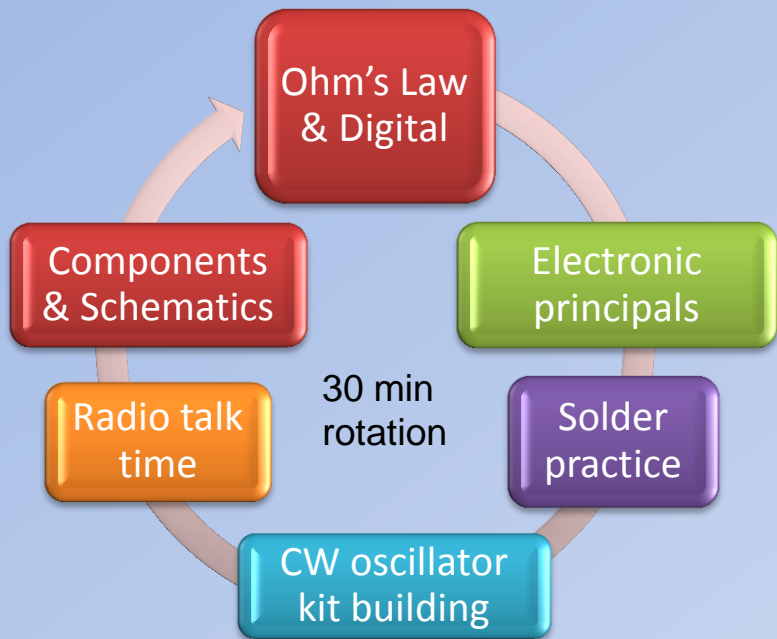 Ohm’s Law
& Digital
Electronic
principals
Solder
practice
CW oscillator
kit building
Radio talk
time
Components
& Schematics
30 min
rotation